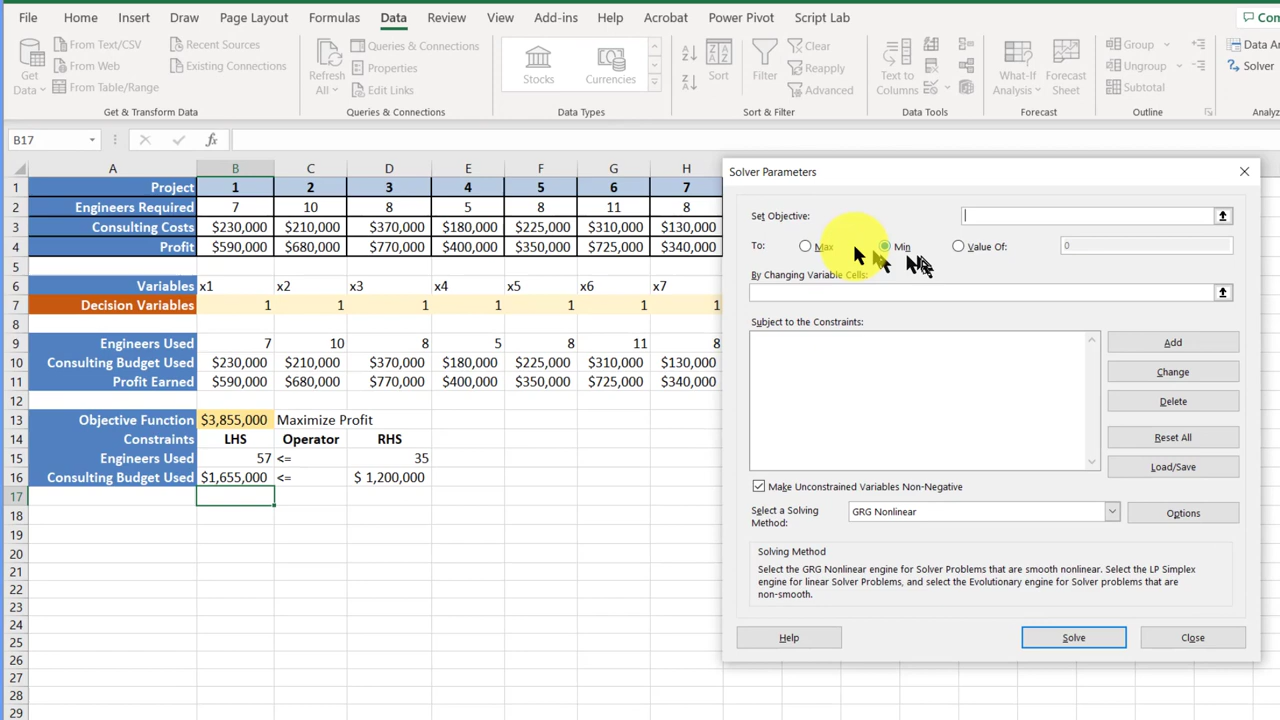 File Home Insert Draw Page Layout Formulas Data Review View Add-ins Help Acrobat Power Pivot Script Lab
Get Data
From Text/CSV
From Web
From Table/Range
Recent Sources
Existing Connections
Get & Transform Data
Refresh All
Queries & Connections
Properties
Edit Links
Queries & Connections
Stocks
Currencies
Data Types
Sort
Filter
Clear
Reapply
Advanced
Sort & Filter
Text to Columns
Data Tools
What-If Analysis
Forecast Sheet
Forecast
Group
Ungroup
Subtotal
Outline
Data A
Solver
Analyz
B17 fx
A B C D E F G H
1 Project 1 2 3 4 5 6 7
2 Engineers Required 7 10 8 5 8 11 8
3 Consulting Costs $230,000 $210,000 $370,000 $180,000 $225,000 $310,000 $130,000
4 Profit $590,000 $680,000 $770,000 $400,000 $350,000 $725,000 $340,000
5
6 Variables x1 x2 x3 x4 x5 x6 x7
7 Decision Variables 1 1 1 1 1 1 1
8
9 Engineers Used 7 10 8 5 8 11 8
10 Consulting Budget Used $230,000 $210,000 $370,000 $180,000 $225,000 $310,000 $130,000
11 Profit Earned $590,000 $680,000 $770,000 $400,000 $350,000 $725,000 $340,000
12
13 Objective Function $3,855,000 Maximize Profit
14 Constraints LHS Operator RHS
15 Engineers Used 57 <= 35
16 Consulting Budget Used $1,655,000 <= $ 1,200,000
17
18
19
20
21
22
23
24
25
26
27
28
29
Solver Parameters
Set Objective:
To: Max Min Value Of: 0
By Changing Variable Cells:
Subject to the Constraints:
Add
Change
Delete
Reset All
Load/Save
Make Unconstrained Variables Non-Negative
Select a Solving Method:
GRG Nonlinear
Options
Solving Method
Select the GRG Nonlinear engine for Solver Problems that are smooth nonlinear. Select the LP Simplex
engine for linear Solver Problems, and select the Evolutionary engine for Solver problems that are
non-smooth.
Help
Solve
Close